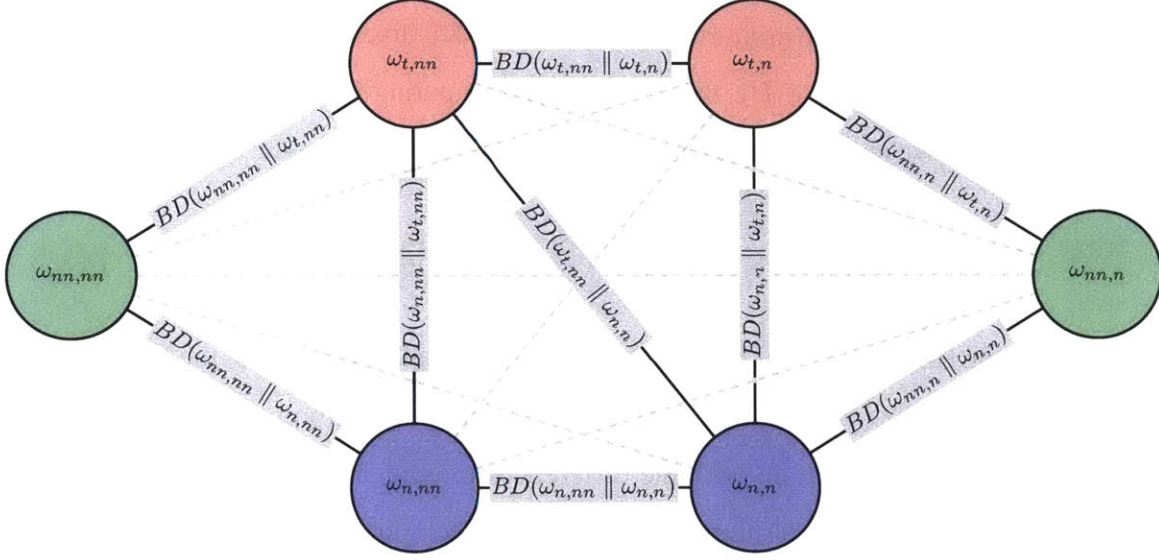 ω_{t,nn}
BD(ω_{t,nn} ∥ ω_{t,n})
ω_{t,n}
BD(ω_{nn,nn} ∥ ω_{t,nn})
BD(ω_{nn,n} ∥ ω_{t,n})
ω_{nn,nn}
BD(ω_{n,nn} ∥ ω_{t,nn})
BD(ω_{t,nn} ∥ ω_{n,n})
BD(ω_{n,n} ∥ ω_{t,n})
ω_{nn,n}
BD(ω_{nn,nn} ∥ ω_{n,nn})
BD(ω_{nn,n} ∥ ω_{n,n})
ω_{n,nn}
BD(ω_{n,nn} ∥ ω_{n,n})
ω_{n,n}